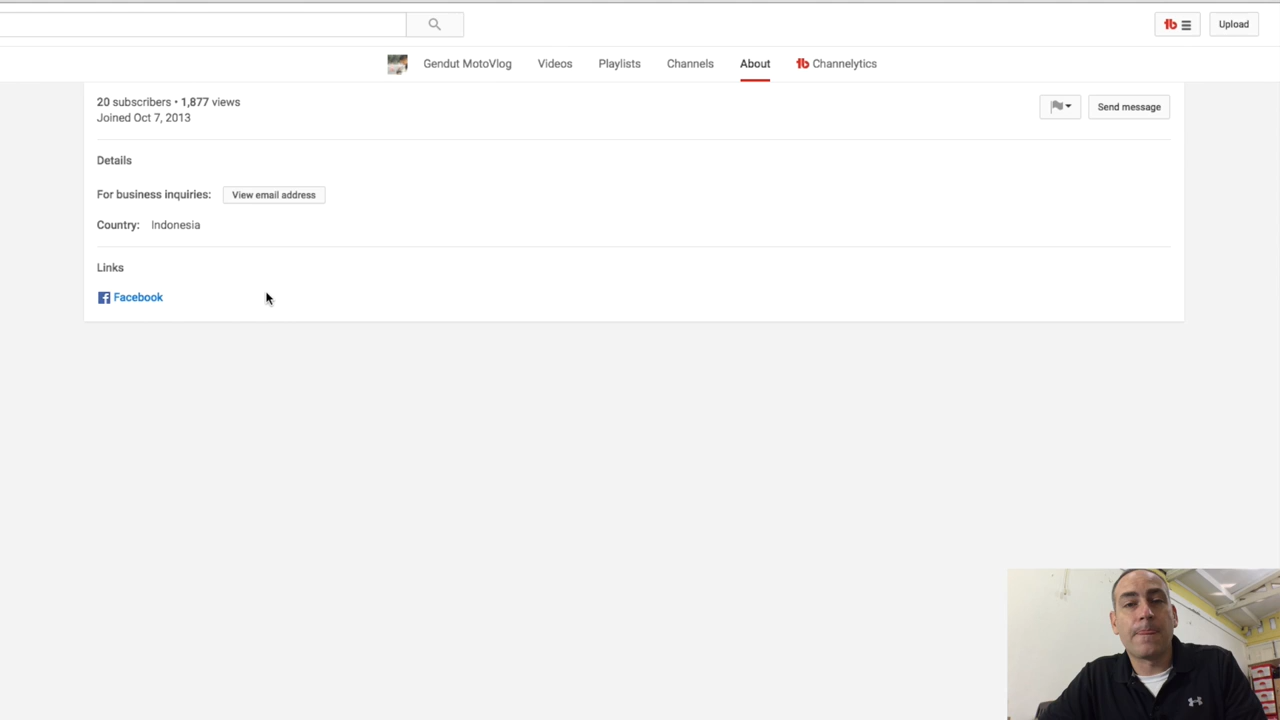 Upload
Gendut MotoVlog Videos Playlists Channels About Channelytics
20 subscribers • 1,877 views
Joined Oct 7, 2013
Send message
Details
For business inquiries: View email address
Country: Indonesia
Links
Facebook